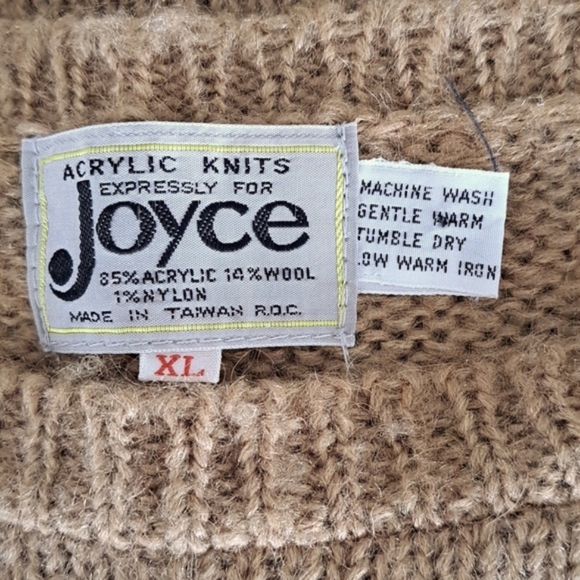 ACRYLIC KNITS
EXPRESSLY FOR
Joyce
85% ACRYLIC 14% WOOL
1% NYLON
MADE IN TAIWAN R.O.C.
XL
MACHINE WASH
GENTLE WARM
TUMBLE DRY
LOW WARM IRON